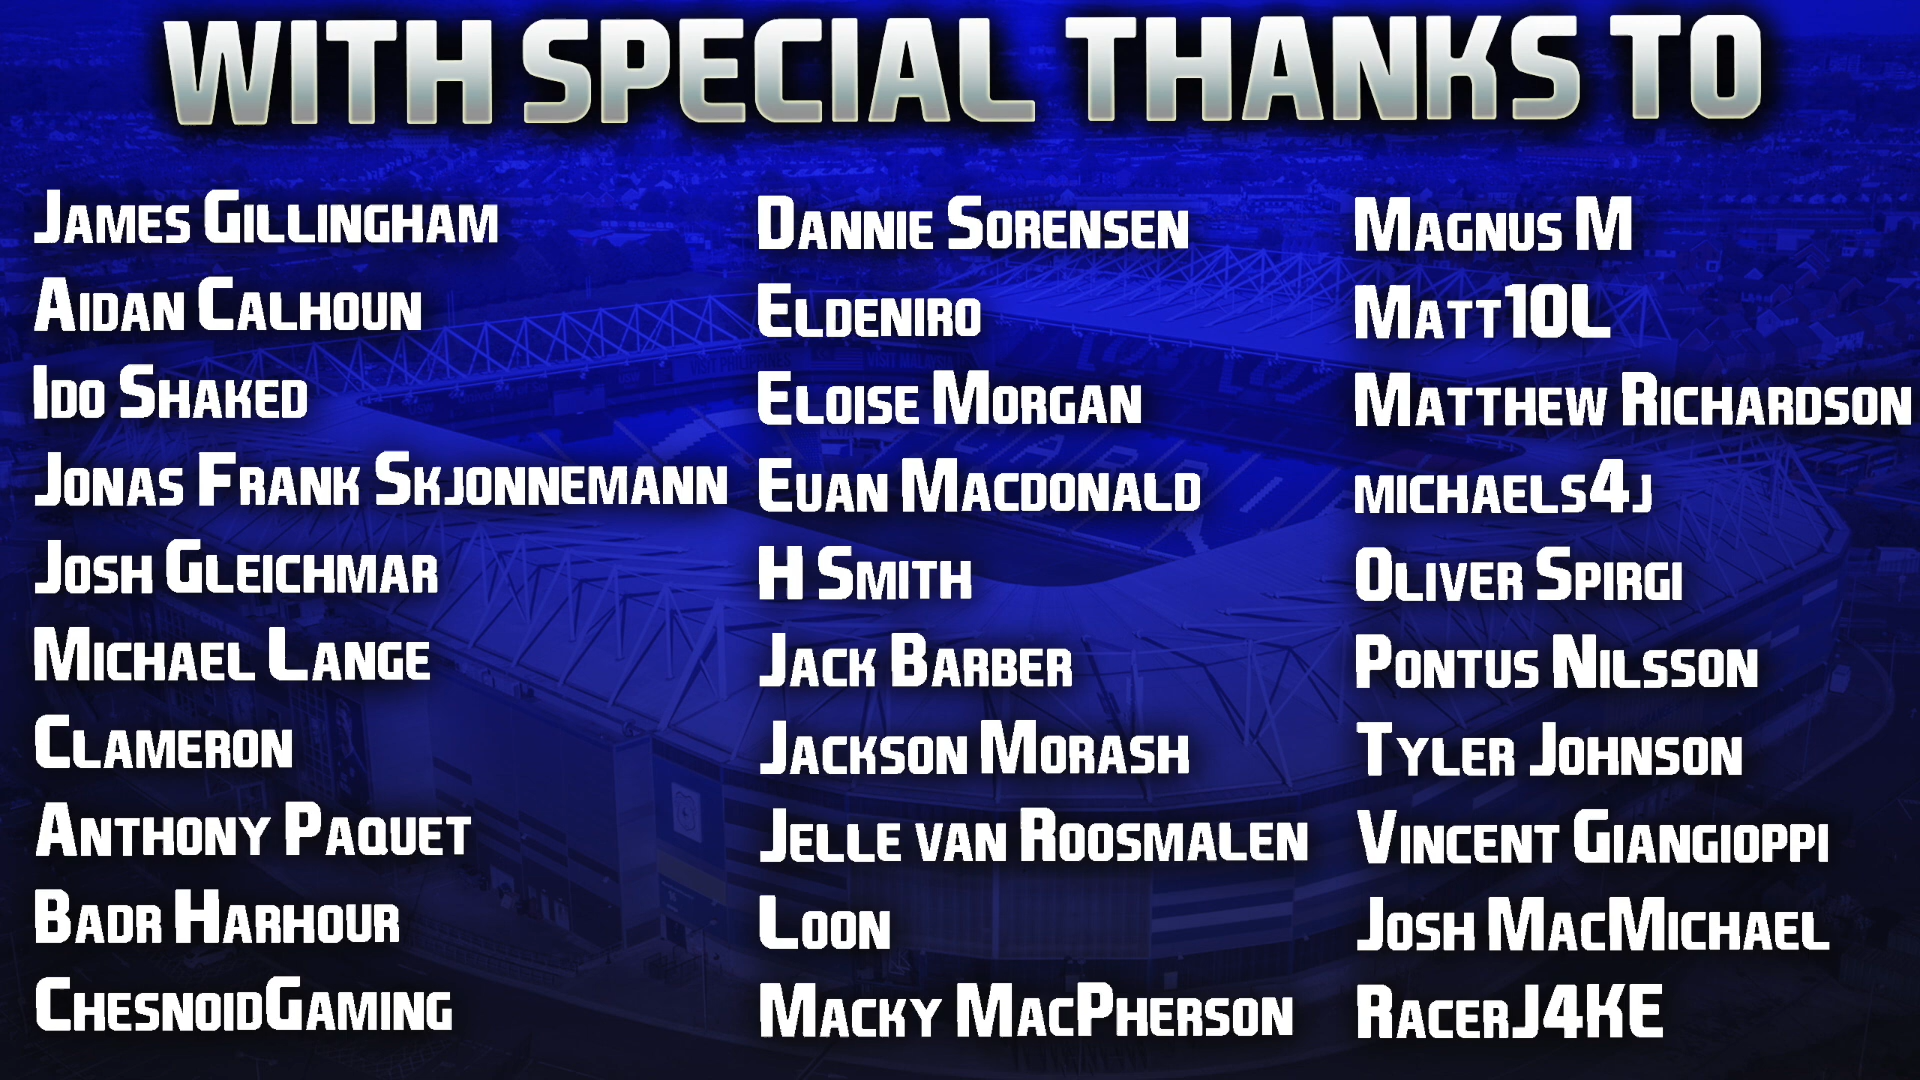 WITH SPECIAL THANKS TO
James Gillingham
Aidan Calhoun
Ido Shaked
Jonas Frank Skjonnemann
Josh Gleichmar
Michael Lange
Clameron
Anthony Paquet
Badr Harhour
ChesnoidGaming
Dannie Sorensen
Eldeniro
Eloise Morgan
Euan Macdonald
H Smith
Jack Barber
Jackson Morash
Jelle van Roosmalen
Loon
Macky MacPherson
Magnus M
Matt10L
Matthew Richardson
michaels4j
Oliver Spirgi
Pontus Nilsson
Tyler Johnson
Vincent Giangioppi
Josh MacMichael
RacerJ4KE
VISIT MALAYSIA
CARDI